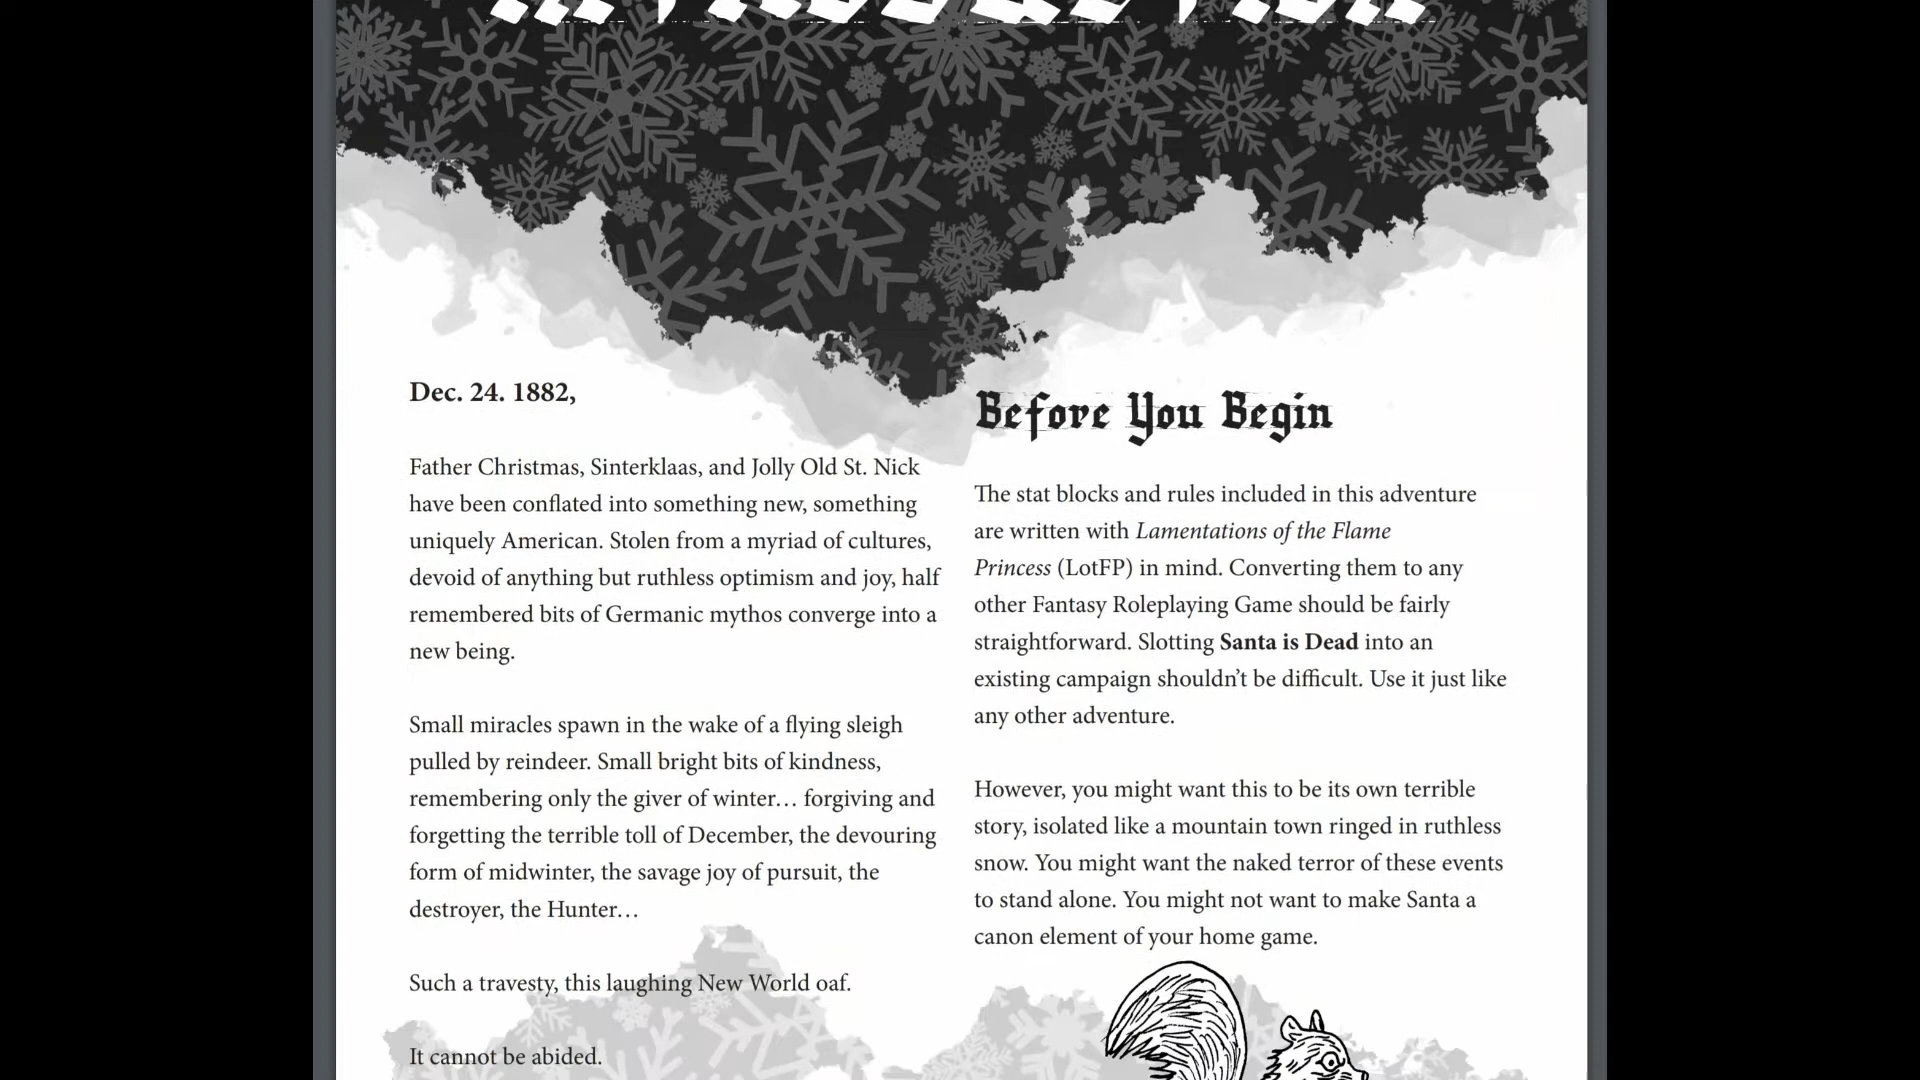 Dec. 24. 1882,
Father Christmas, Sinterklaas, and Jolly Old St. Nick
have been conflated into something new, something
uniquely American. Stolen from a myriad of cultures,
devoid of anything but ruthless optimism and joy, half
remembered bits of Germanic mythos converge into a
new being.
Small miracles spawn in the wake of a flying sleigh
pulled by reindeer. Small bright bits of kindness,
remembering only the giver of winter… forgiving and
forgetting the terrible toll of December, the devouring
form of midwinter, the savage joy of pursuit, the
destroyer, the Hunter…
Such a travesty, this laughing New World oaf.
It cannot be abided.
Before You Begin
The stat blocks and rules included in this adventure
are written with Lamentations of the Flame
Princess (LotFP) in mind. Converting them to any
other Fantasy Roleplaying Game should be fairly
straightforward. Slotting Santa is Dead into an
existing campaign shouldn’t be difficult. Use it just like
any other adventure.
However, you might want this to be its own terrible
story, isolated like a mountain town ringed in ruthless
snow. You might want the naked terror of these events
to stand alone. You might not want to make Santa a
canon element of your home game.